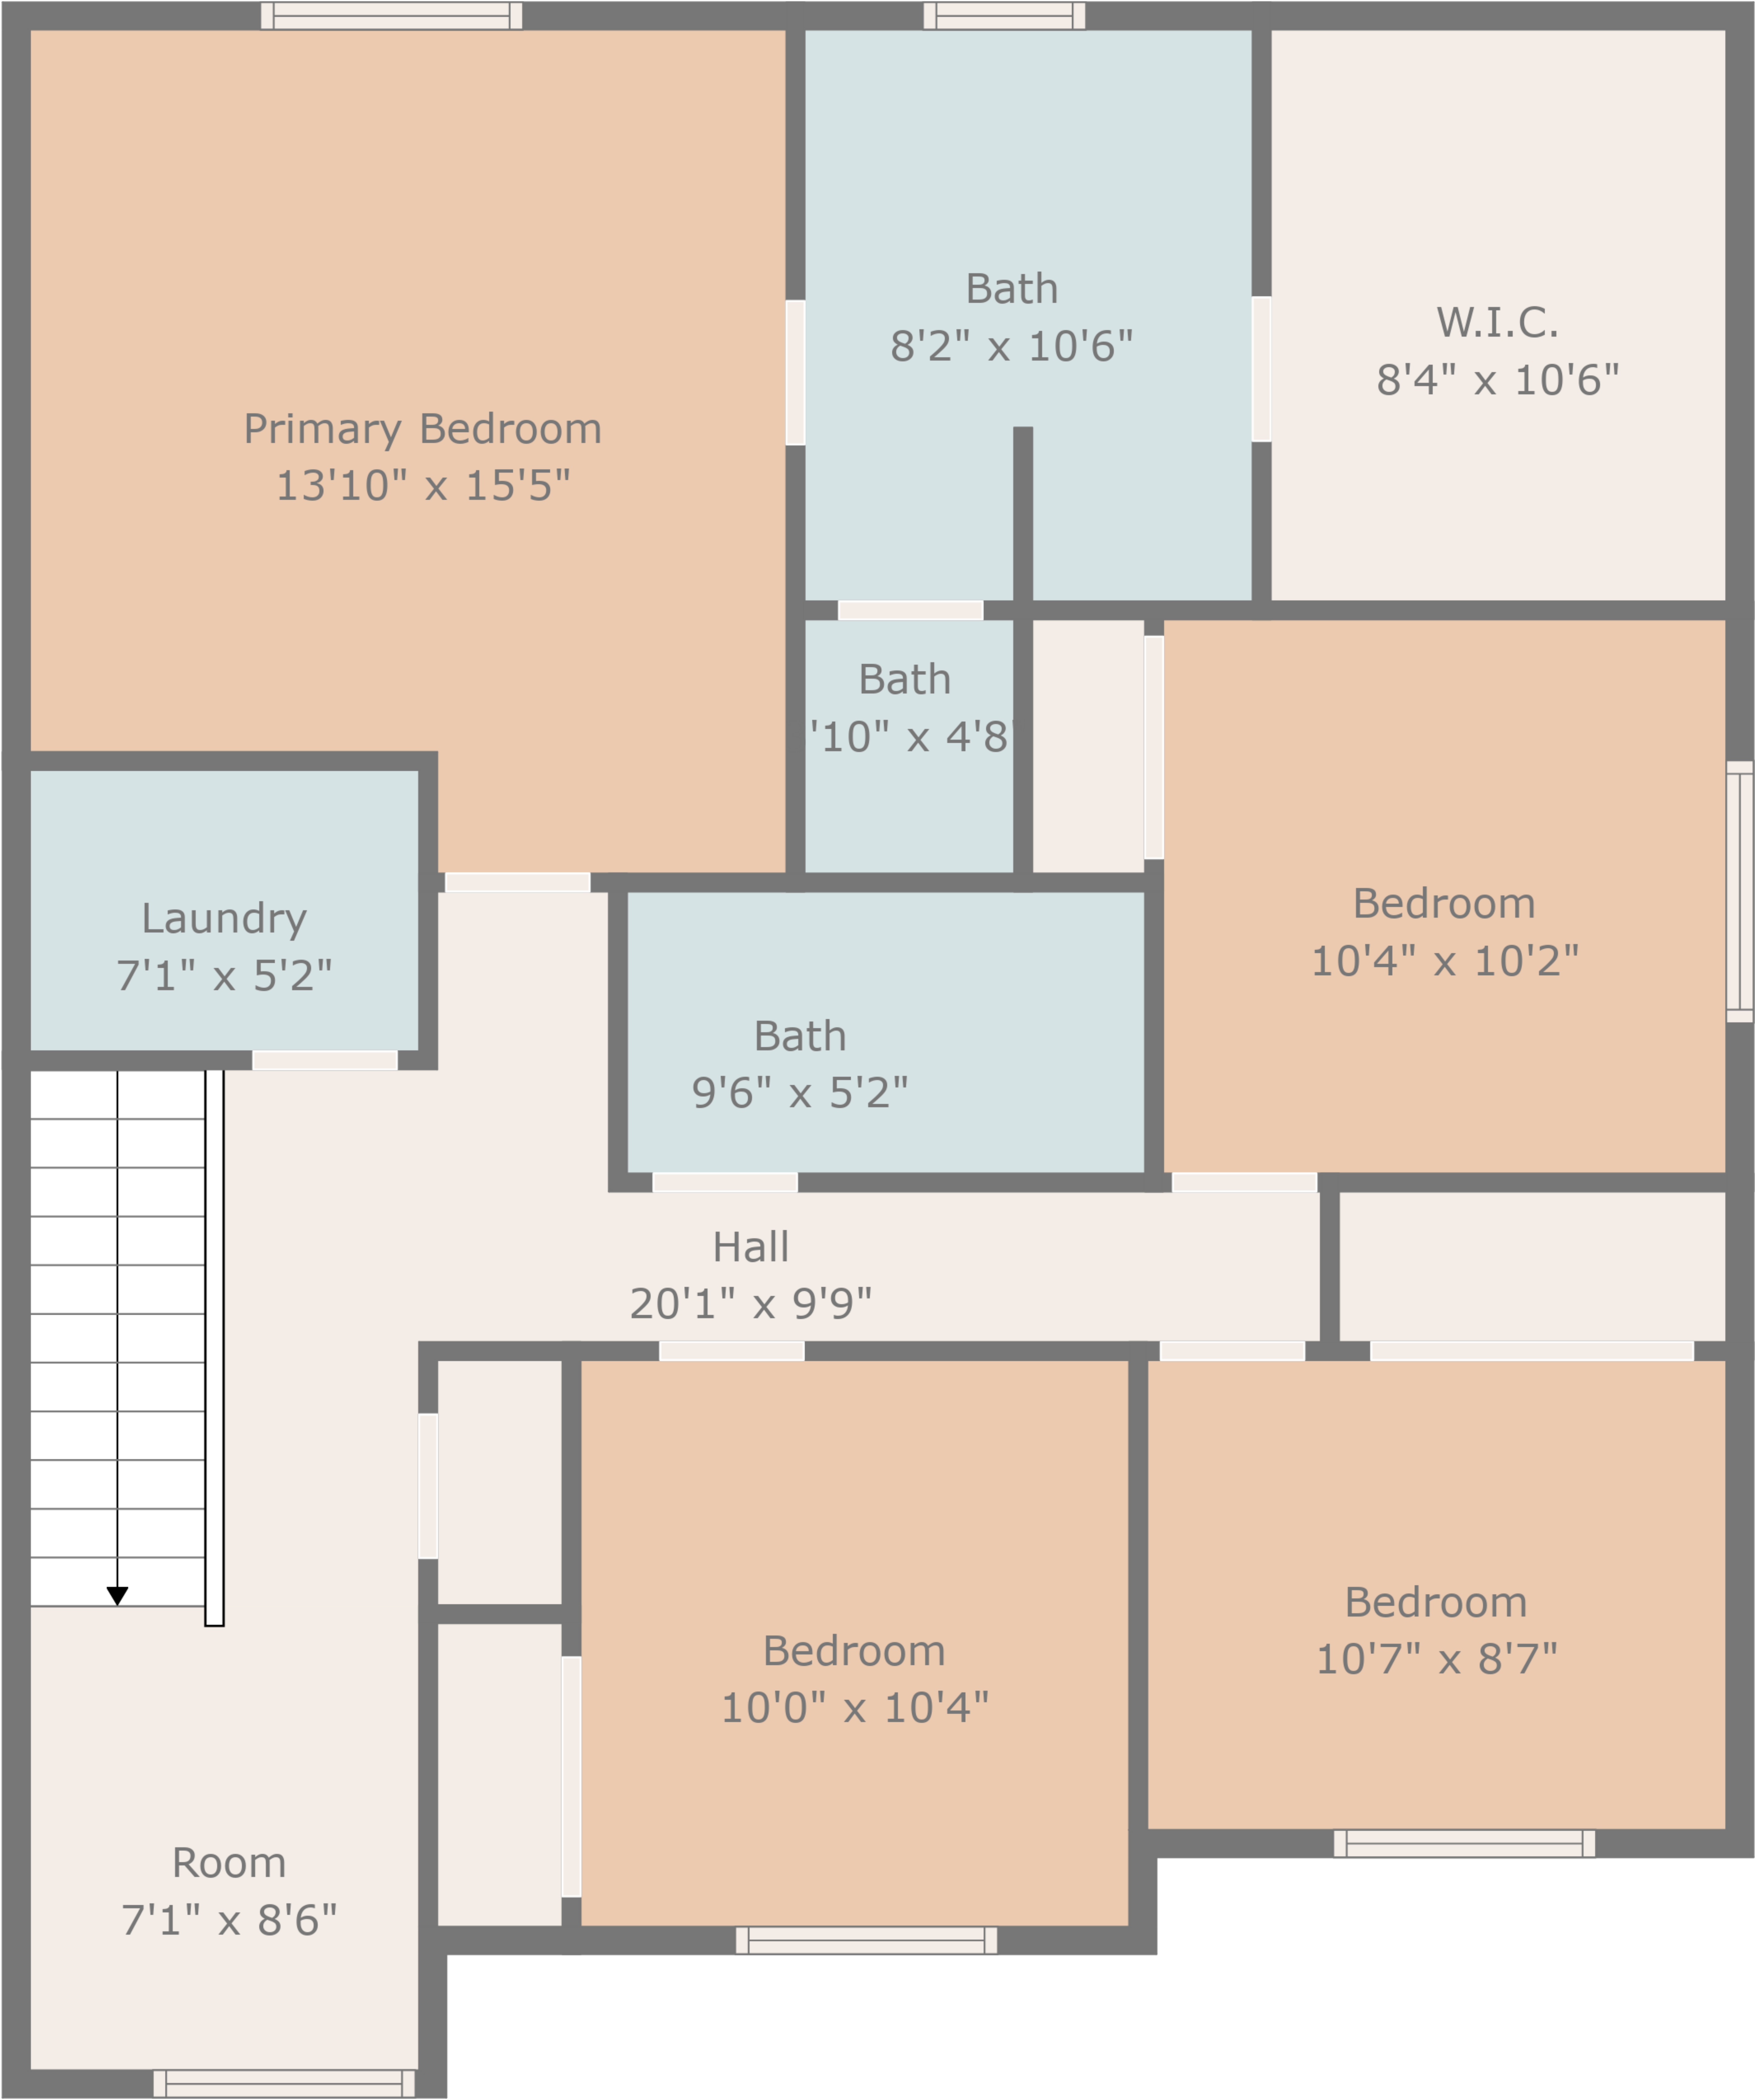 Bath
8'2" x 10'6"
W.I.C.
8'4" x 10'6"
Primary Bedroom
13'10" x 15'5"
Bath
'10" x 4'8
Bedroom
10'4" x 10'2"
Laundry
7'1" x 5'2"
Bath
9'6" x 5'2"
Hall
20'1" x 9'9"
Bedroom
10'7" x 8'7"
Bedroom
10'0" x 10'4"
Room
7'1" x 8'6"